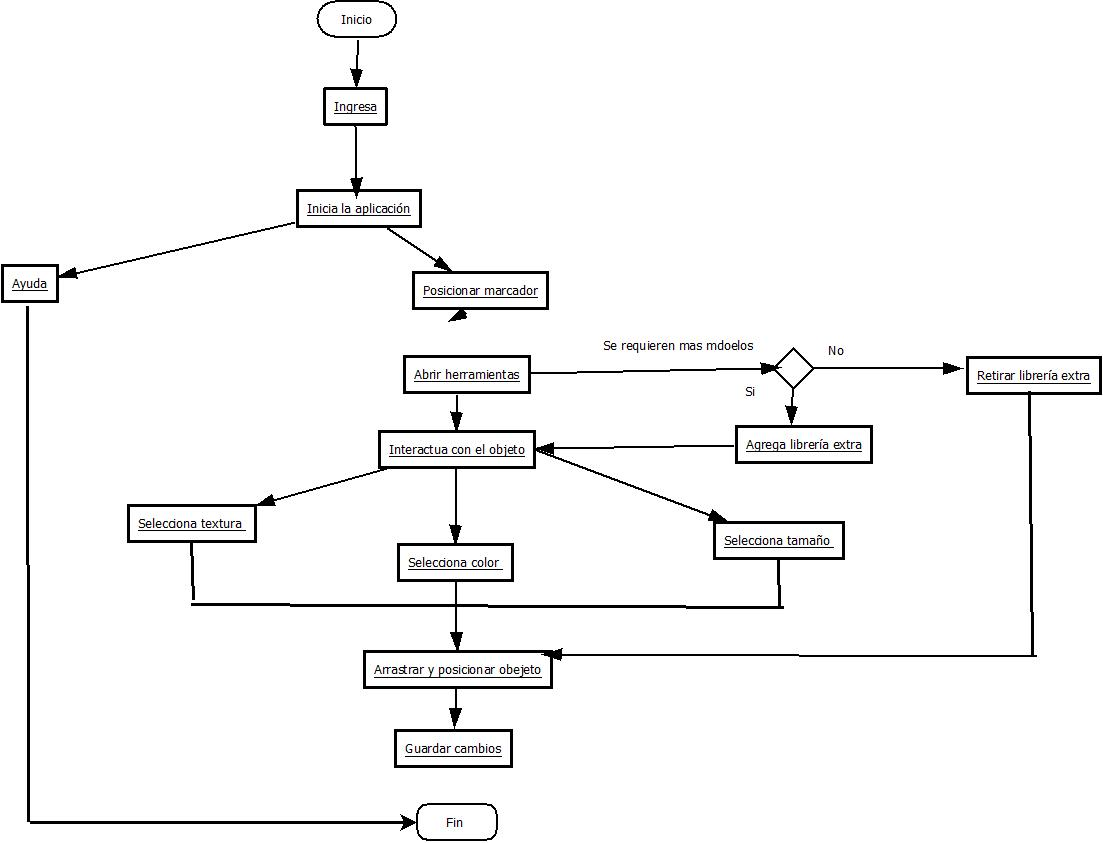 Inicio
Ingresa
Inicia la aplicación
Ayuda
Posicionar marcador
Se requieren mas mdoelos
No
Abrir herramientas
Retirar librería extra
Si
Interactua con el objeto
Agrega librería extra
Selecciona textura
Selecciona tamaño
Selecciona color
Arrastrar y posicionar obejeto
Guardar cambios
Fin